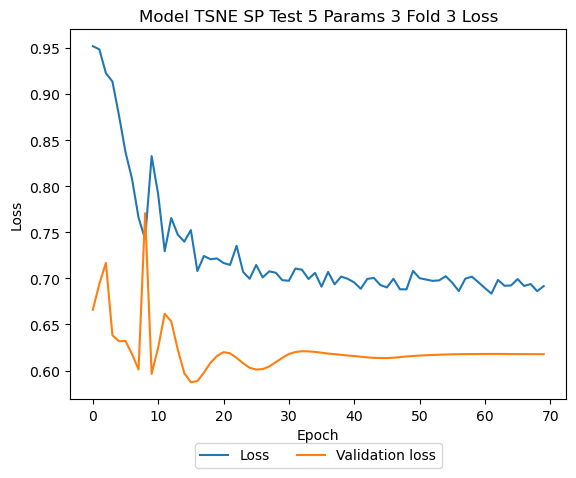 Model TSNE SP Test 5 Params 3 Fold 3 Loss
0.95
0.90
0.85
0.80
0.75
0.70
0.65
0.60
Loss
0 10 20 30 40 50 60 70
Epoch
Loss Validation loss